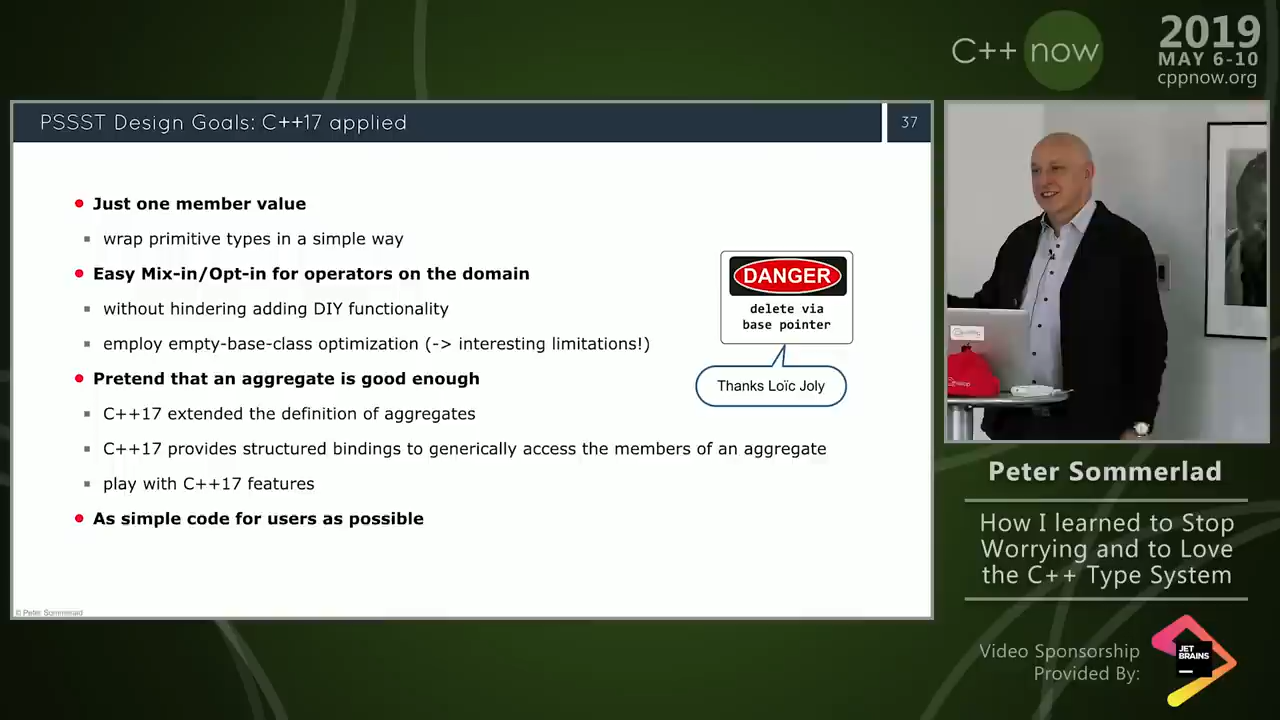 C++ now
2019
MAY 6-10
cppnow.org
PSSST Design Goals: C++17 applied
37
Just one member value
wrap primitive types in a simple way
Easy Mix-in/Opt-in for operators on the domain
without hindering adding DIY functionality
employ empty-base-class optimization (-> interesting limitations!)
Pretend that an aggregate is good enough
C++17 extended the definition of aggregates
C++17 provides structured bindings to generically access the members of an aggregate
play with C++17 features
As simple code for users as possible
DANGER
delete via
base pointer
Thanks Loïc Joly
© Peter Sommerlad
Peter Sommerlad
How I learned to Stop
Worrying and to Love
the C++ Type System
Video Sponsorship
Provided By:
JET
BRAINS